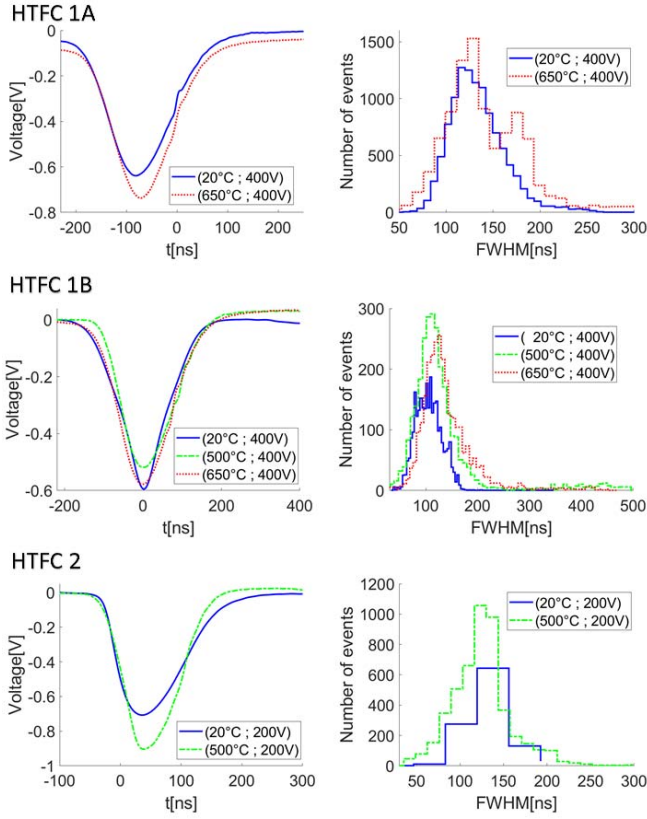 HTFC 1A
0
-0.2
-0.4
-0.6
-0.8
Voltage[V]
(20°C ; 400V)
(650°C ; 400V)
-200 -100 0 100 200
t[ns]
1500
1000
500
0
Number of events
(20°C ; 400V)
(650°C ; 400V)
50 100 150 200 250 300
FWHM[ns]
HTFC 1B
0
-0.2
-0.4
-0.6
Voltage[V]
(20°C ; 400V)
(500°C ; 400V)
(650°C ; 400V)
-200 0 200 400
t[ns]
300
200
100
0
Number of events
( 20°C ; 400V)
(500°C ; 400V)
(650°C ; 400V)
100 200 300 400 500
FWHM[ns]
HTFC 2
0
-0.2
-0.4
-0.6
-0.8
-1
Voltage[V]
(20°C ; 200V)
(500°C ; 200V)
-100 0 100 200 300
t[ns]
1200
1000
800
600
400
200
0
Number of events
(20°C ; 200V)
(500°C ; 200V)
50 100 150 200 250 300
FWHM[ns]